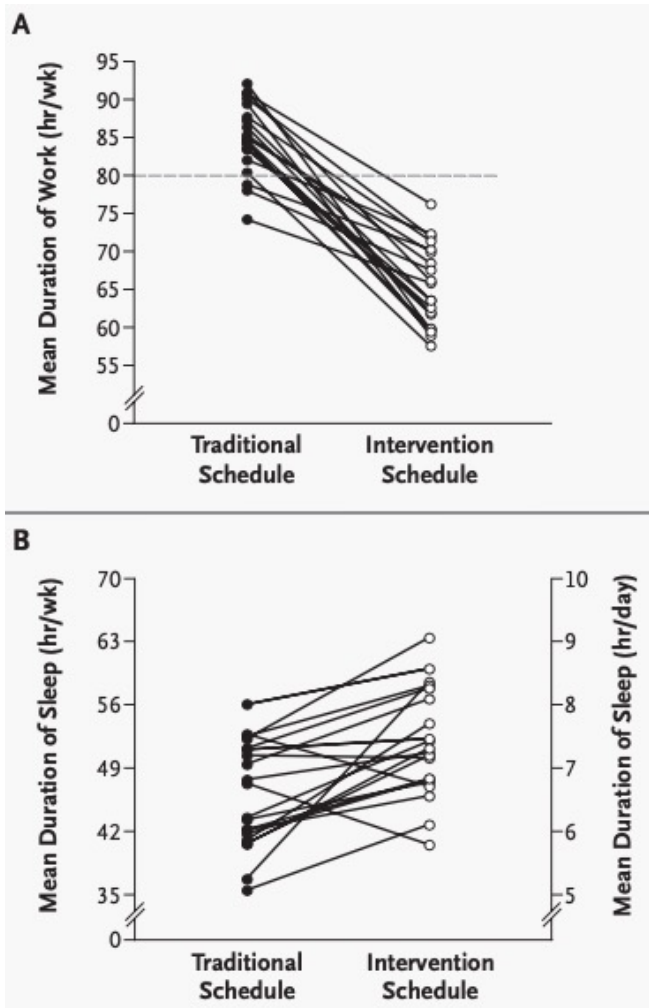 A
Mean Duration of Work (hr/wk)
95
90
85
80
75
70
65
60
55
0
Traditional
Schedule
Intervention
Schedule
B
Mean Duration of Sleep (hr/wk)
70
63
56
49
42
35
0
10
9
8
7
6
5
Mean Duration of Sleep (hr/day)
Traditional
Schedule
Intervention
Schedule